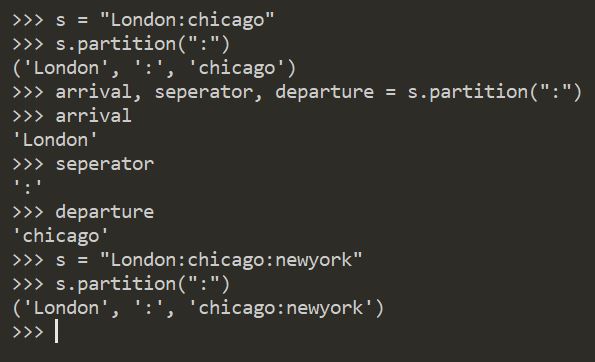 >>> s = "London:chicago"
>>> s.partition(":")
('London', ':', 'chicago')
>>> arrival, seperator, departure = s.partition(":")
>>> arrival
'London'
>>> seperator
':'
>>> departure
'chicago'
>>> s = "London:chicago:newyork"
>>> s.partition(":")
('London', ':', 'chicago:newyork')
>>>